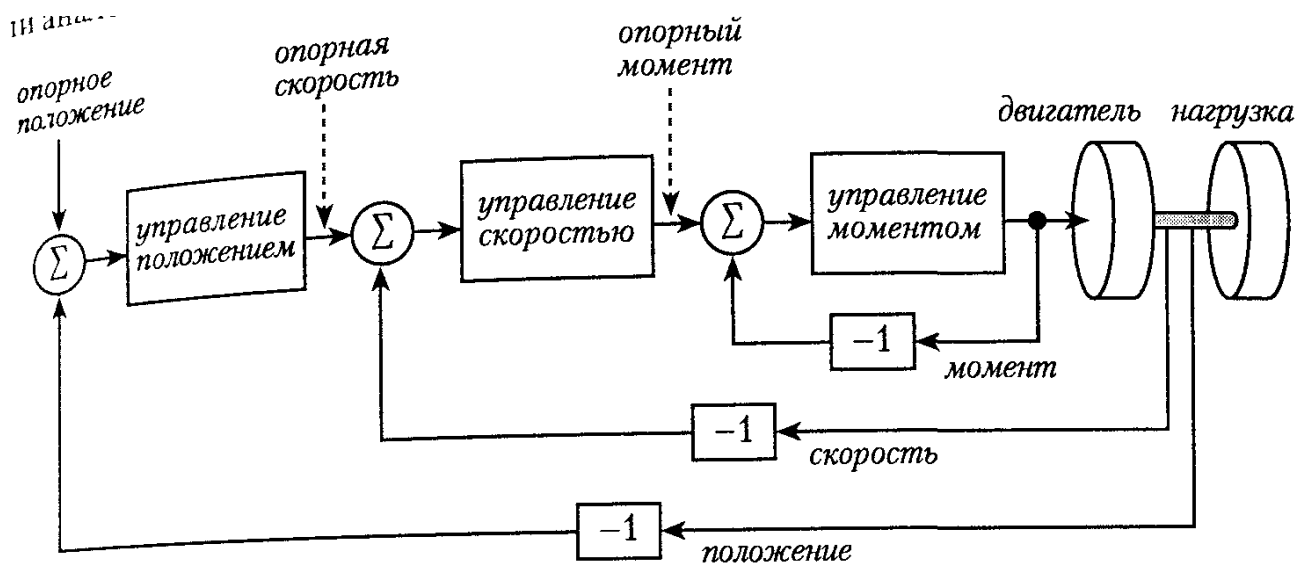 опорное
положение
опорная
скорость
опорный
момент
двигатель
нагрузка
Σ
управление
положением
Σ
управление
скоростью
Σ
управление
моментом
−1
момент
−1
скорость
−1
положение